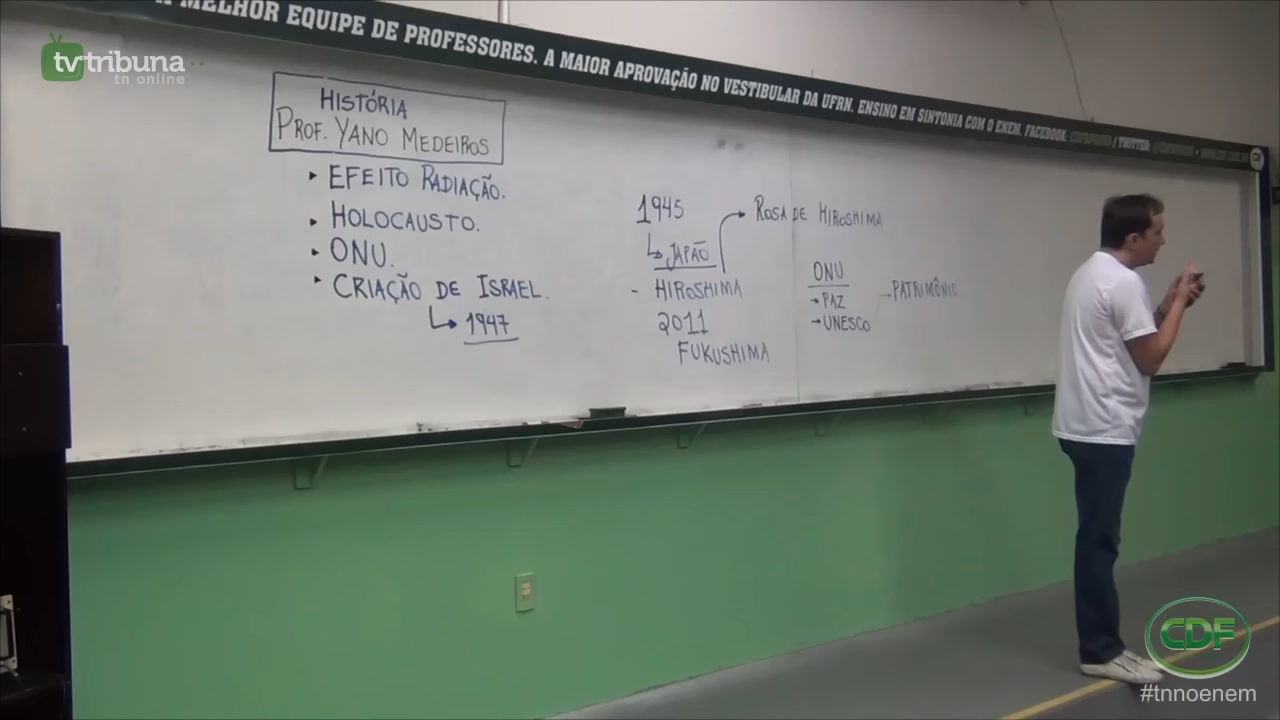 MELHOR EQUIPE DE PROFESSORES. A MAIOR APROVAÇÃO NO VESTIBULAR DA UFRN. ENSINO EM SINTONIA COM O ENEM. FACEBOOK. / TWITTER:
tvtribuna
tn online
HISTÓRIA
PROF. YANO MEDEIROS
‣ EFEITO RADIAÇÃO.
‣ HOLOCAUSTO.
‣ ONU.
‣ CRIAÇÃO DE ISRAEL.
↳ 1947
1945
↳ JAPÃO
→ ROSA DE HIROSHIMA
- HIROSHIMA
2011
FUKUSHIMA
ONU
→ PAZ
→ UNESCO
→ PATRIMÔNIO
CDF
#tnnoenem